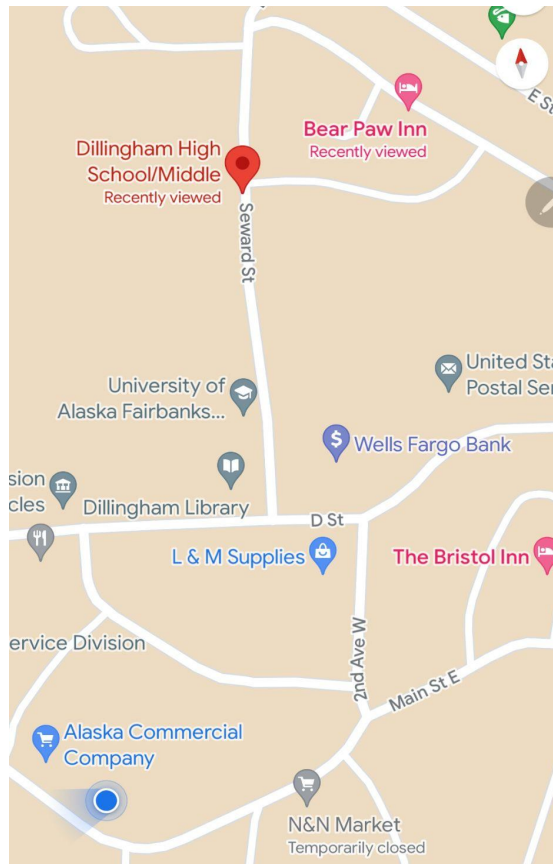 E St
Bear Paw Inn
Recently viewed
Dillingham High
School/Middle
Recently viewed
Seward St
United Sta
Postal Ser
University of
Alaska Fairbanks...
Wells Fargo Bank
sion
cles
Dillingham Library
D St
L & M Supplies
The Bristol Inn
2nd Ave W
ervice Division
Main St E
Alaska Commercial
Company
N&N Market
Temporarily closed